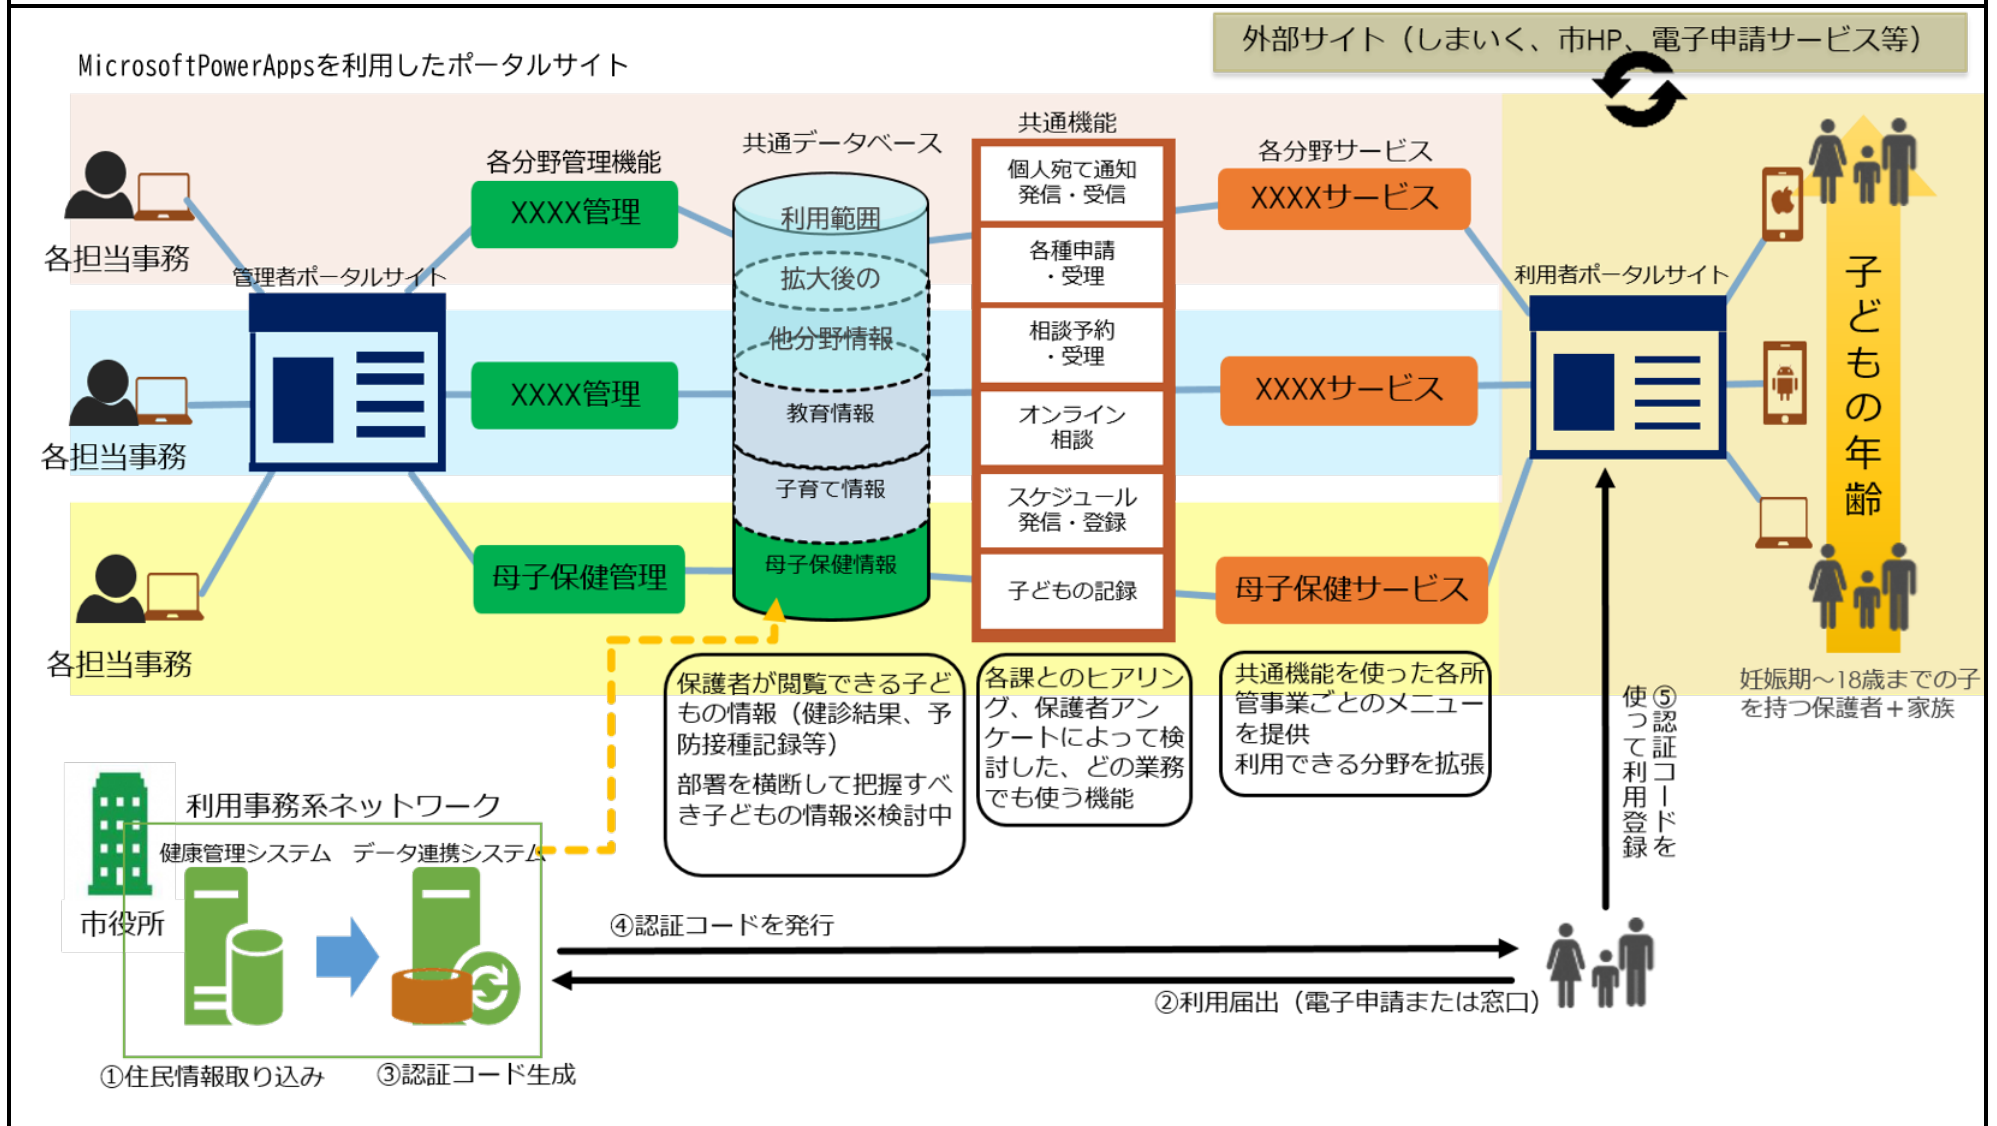 外部サイト（しまいく、市HP、電子申請サービス等）
MicrosoftPowerAppsを利用したポータルサイト
共通機能
共通データベース
各分野サービス
各分野管理機能
個人宛て通知
発信・受信
XXXXサービス
XXXX管理
利用範囲
各担当事務
各種申請
・受理
管理者ポータルサイト
拡大後の
利用者ポータルサイト
子どもの年齢
他分野情報
相談予約
・受理
XXXX管理
XXXXサービス
教育情報
オンライン
相談
各担当事務
子育て情報
スケジュール
発信・登録
母子保健管理
母子保健情報
子どもの記録
母子保健サービス
各担当事務
保護者が閲覧できる子ど
もの情報（健診結果、予
防接種記録等）
部署を横断して把握すべ
き子どもの情報※検討中
各課とのヒアリン
グ、保護者アン
ケートによって検
討した、どの業務
でも使う機能
共通機能を使った各所
管事業ごとのメニュー
を提供
利用できる分野を拡張
妊娠期～18歳までの子
を持つ保護者＋家族
⑤認証コードを
使って利用登録
利用事務系ネットワーク
健康管理システム
データ連携システム
市役所
④認証コードを発行
②利用届出（電子申請または窓口）
①住民情報取り込み
③認証コード生成